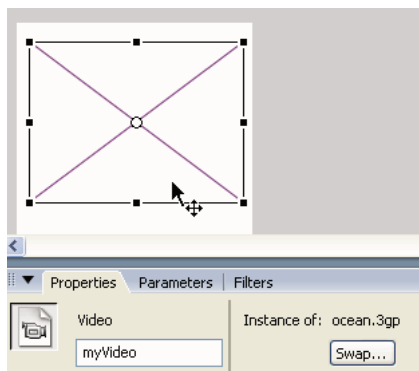 Properties Parameters Filters
Video Instance of: ocean.3gp
myVideo Swap...